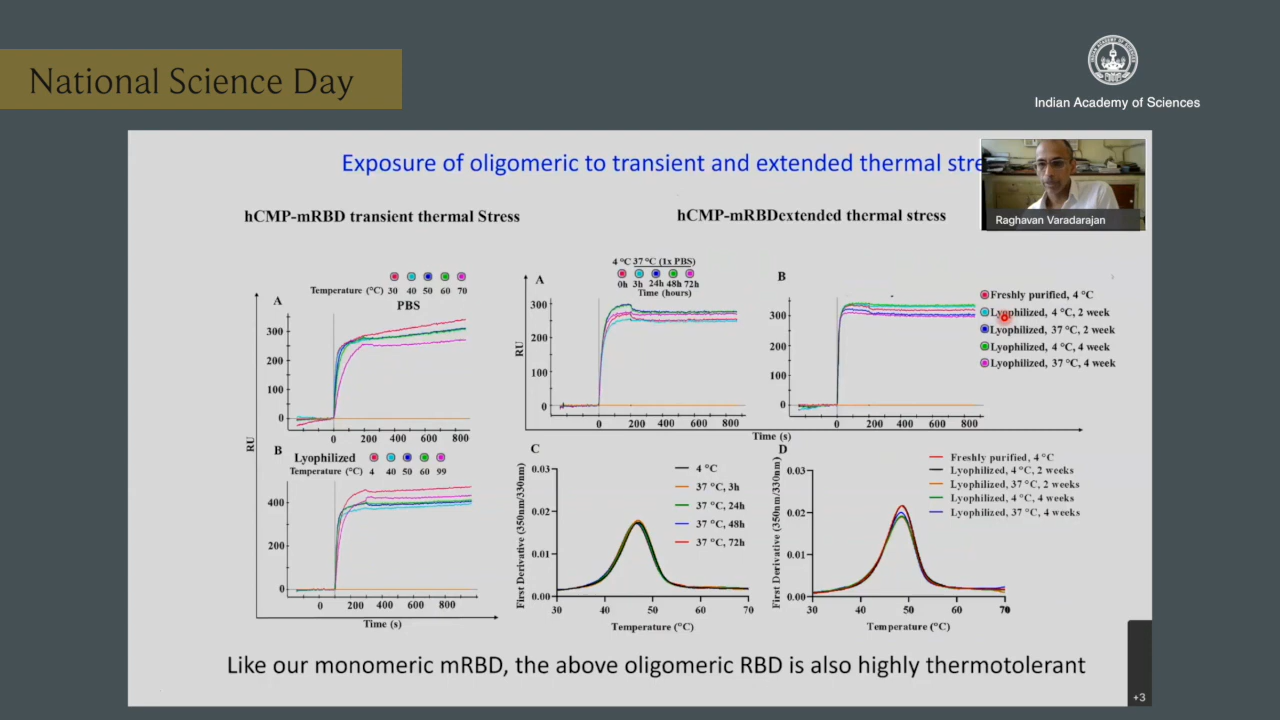 National Science Day
Indian Academy of Sciences
Exposure of oligomeric to transient and extended thermal stre
Raghavan Varadarajan
hCMP-mRBD transient thermal Stress
hCMP-mRBDextended thermal stress
A
Temperature (°C) 30 40 50 60 70
PBS
300
200
100
0
0 200 400 600 800
RU
B
Lyophilized
Temperature (°C) 4 40 50 60 99
400
200
0
0 200 400 600 800
Time (s)
A
4 °C 37 °C (1x PBS)
0h 3h 24h 48h 72h
Time (hours)
RU
300
200
100
0
0 200 400 600 800
B
300
200
100
0
0 200 400 600 800
Time (s)
Freshly purified, 4 °C
Lyophilized, 4 °C, 2 week
Lyophilized, 37 °C, 2 week
Lyophilized, 4 °C, 4 week
Lyophilized, 37 °C, 4 week
C
First Derivative (350nm/330nm)
0.03
0.02
0.01
0.00
30 40 50 60 70
Temperature (°C)
4 °C
37 °C, 3h
37 °C, 24h
37 °C, 48h
37 °C, 72h
D
First Derivative (350nm/330nm)
0.03
0.02
0.01
0.00
30 40 50 60 70
Temperature (°C)
Freshly purified, 4 °C
Lyophilized, 4 °C, 2 weeks
Lyophilized, 37 °C, 2 weeks
Lyophilized, 4 °C, 4 weeks
Lyophilized, 37 °C, 4 weeks
Like our monomeric mRBD, the above oligomeric RBD is also highly thermotolerant
+3